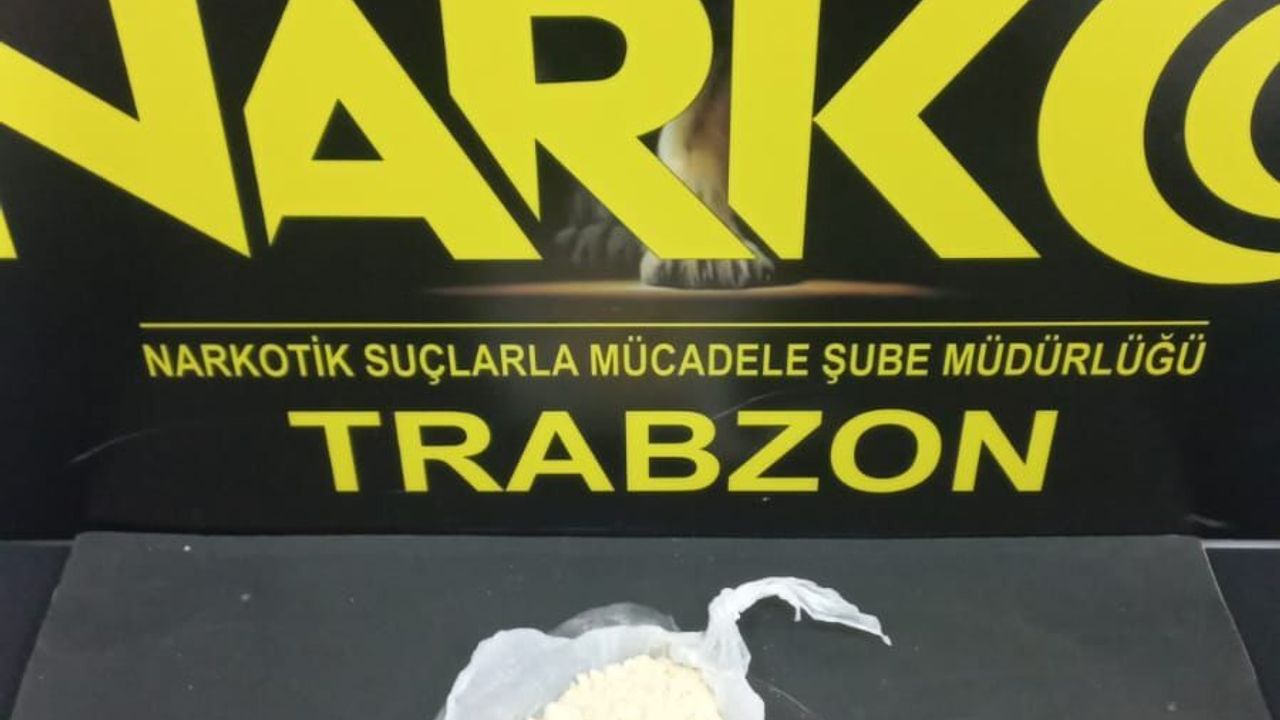 NARKO
NARKOTİK SUÇLARLA MÜCADELE ŞUBE MÜDÜRLÜĞÜ
TRABZON